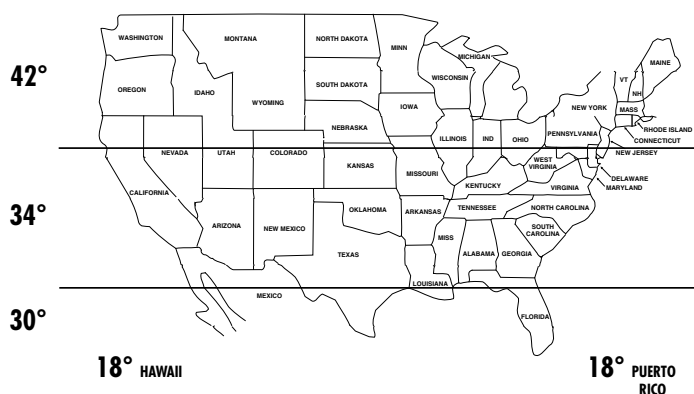 WASHINGTON
MONTANA
NORTH DAKOTA
MINN
MICHIGAN
MAINE
42°
OREGON
IDAHO
WYOMING
SOUTH DAKOTA
WISCONSIN
VT
NH
NEW YORK
MASS
IOWA
NEBRASKA
ILLINOIS
IND
OHIO
PENNSYLVANIA
RHODE ISLAND
CONNECTICUT
NEW JERSEY
NEVADA
UTAH
COLORADO
KANSAS
MISSOURI
WEST
VIRGINIA
DELAWARE
MARYLAND
CALIFORNIA
KENTUCKY
VIRGINIA
34°
ARIZONA
NEW MEXICO
OKLAHOMA
ARKANSAS
TENNESSEE
NORTH CAROLINA
SOUTH
CAROLINA
TEXAS
MISS
ALABAMA
GEORGIA
LOUISIANA
MEXICO
30°
FLORIDA
18° HAWAII
18° PUERTO
RICO